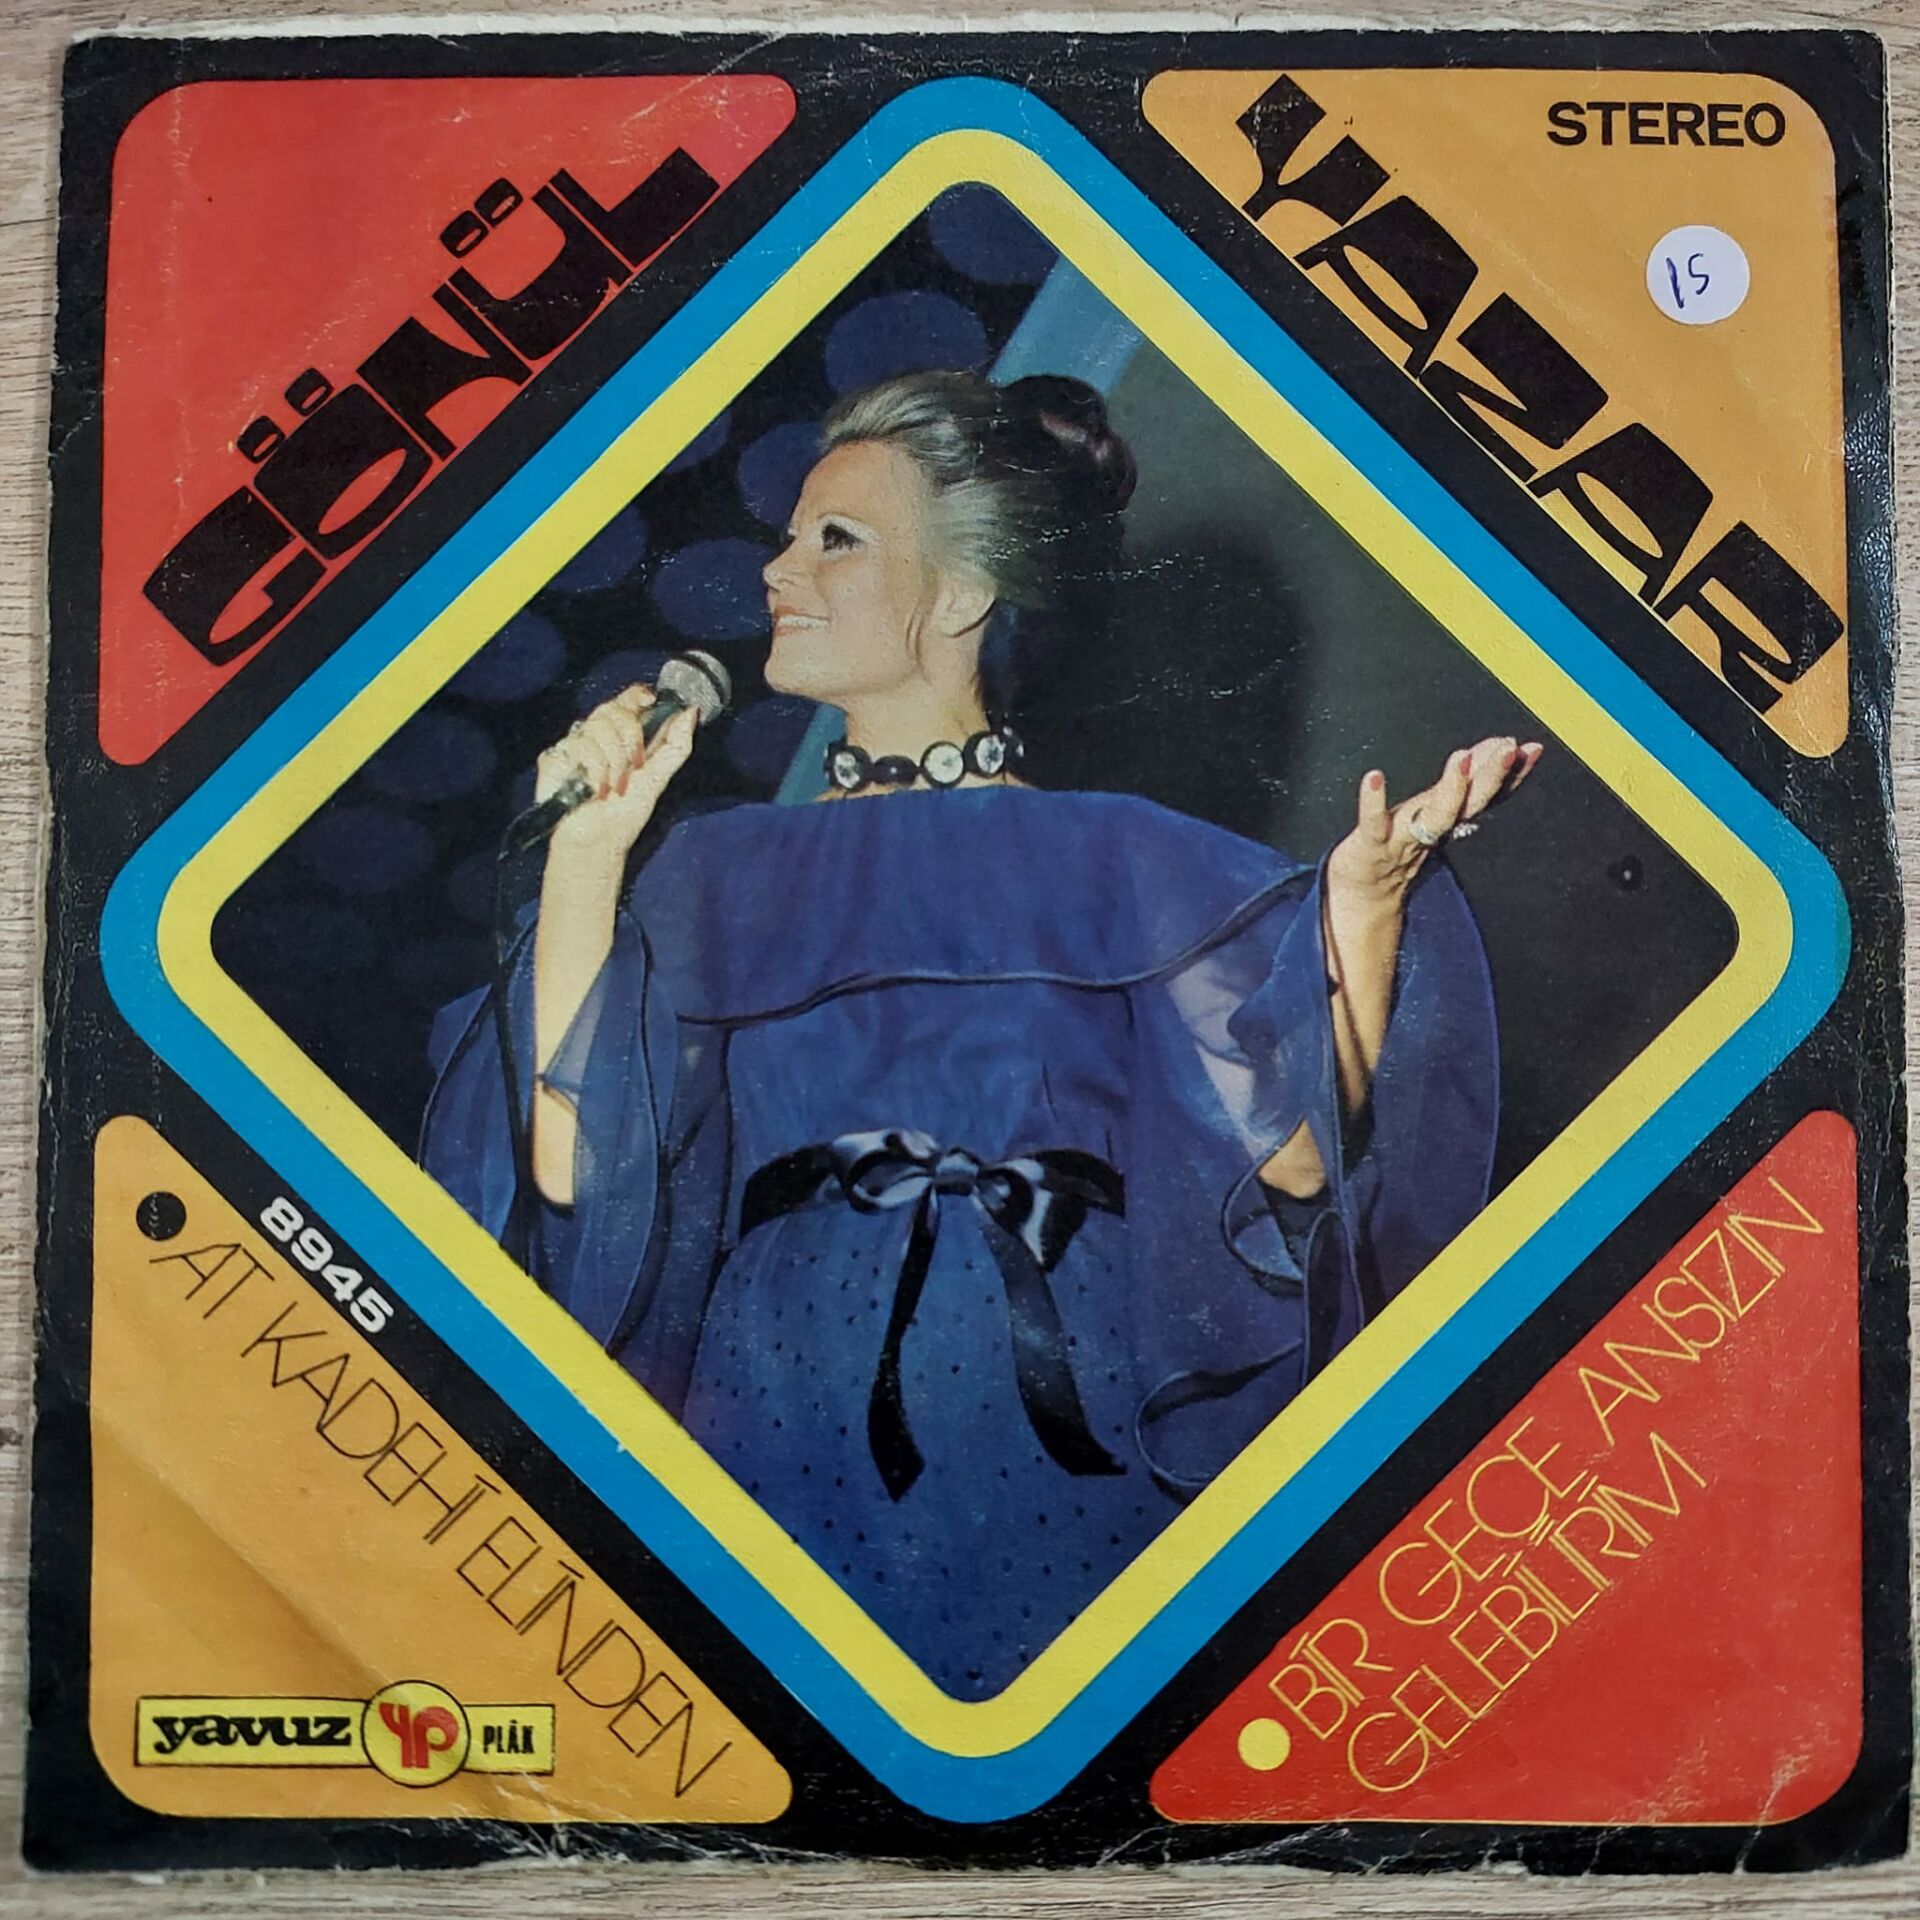 GÖNÜL
YAZAR
STEREO
15
8945
AT KADEHİ ELİNDEN
BİR GECE ANSIZIN
GELEBİLİRİM
yavuz yp PLÂK